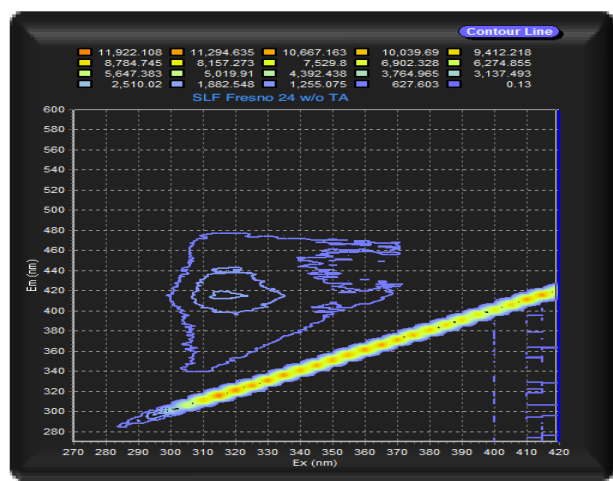 Contour Line
11,922.108 11,294.635 10,667.163 10,039.69 9,412.218
8,784.745 8,157.273 7,529.8 6,902.328 6,274.855
5,647.383 5,019.91 4,392.438 3,764.965 3,137.493
2,510.02 1,882.548 1,255.075 627.603 0.13
SLF Fresno 24 w/o TA
600
580
560
540
520
500
480
460
440
420
400
380
360
340
320
300
280
Em (nm)
270 280 290 300 310 320 330 340 350 360 370 380 390 400 410 420
Ex (nm)